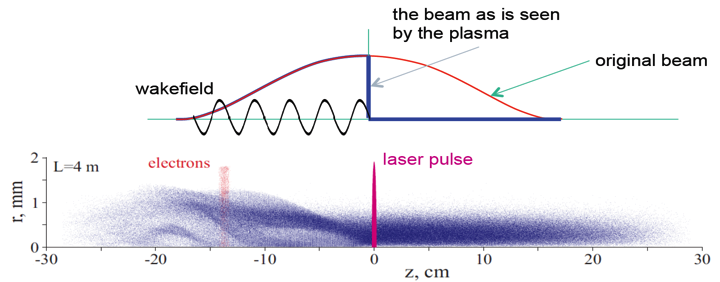 the beam as is seen
by the plasma
original beam
wakefield
2
L=4 m
electrons
laser pulse
r, mm
1
0
-30
-20
-10
0
10
20
30
z, cm